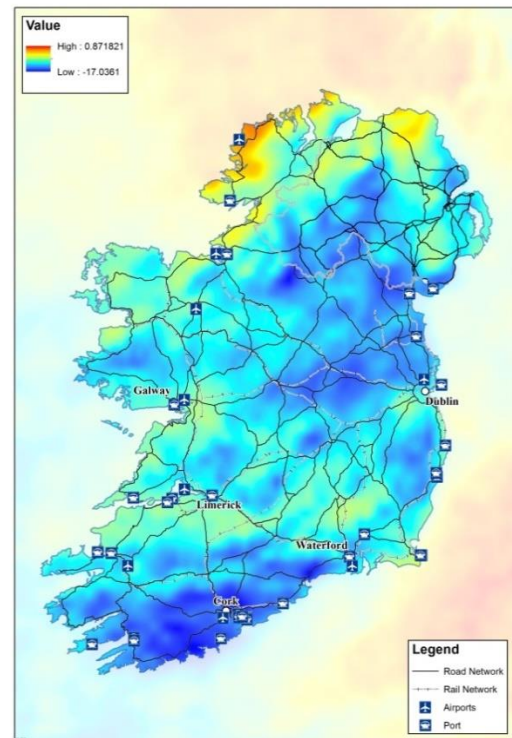 Value
High : 0.871821
Low : -17.0361
Galway
Dublin
Limerick
Waterford
Cork
Legend
Road Network
Rail Network
Airports
Port